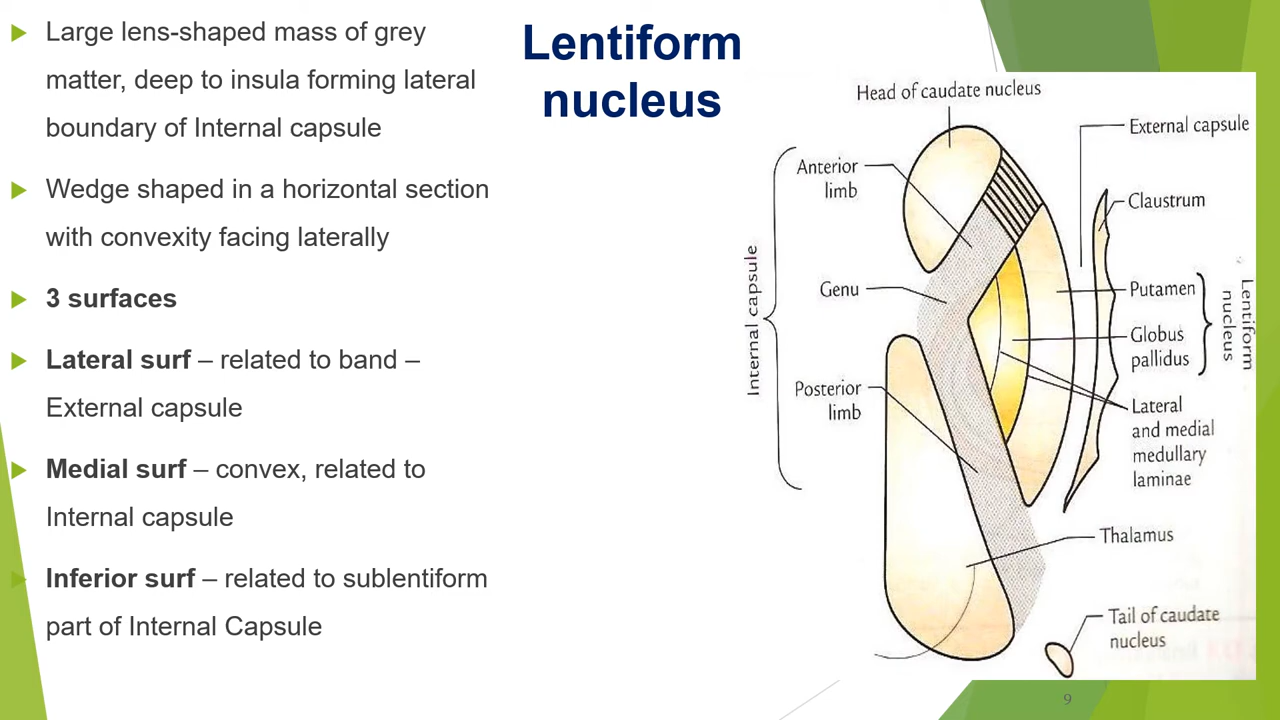 Lentiform
nucleus
Large lens-shaped mass of grey
matter, deep to insula forming lateral
boundary of Internal capsule
Wedge shaped in a horizontal section
with convexity facing laterally
3 surfaces
Lateral surf – related to band –
External capsule
Medial surf – convex, related to
Internal capsule
Inferior surf – related to sublentiform
part of Internal Capsule
Head of caudate nucleus
External capsule
Anterior
limb
Claustrum
Internal capsule
Genu
Putamen
Globus
pallidus
Lentiform
nucleus
Posterior
limb
Lateral
and medial
medullary
laminae
Thalamus
Tail of caudate
nucleus
9